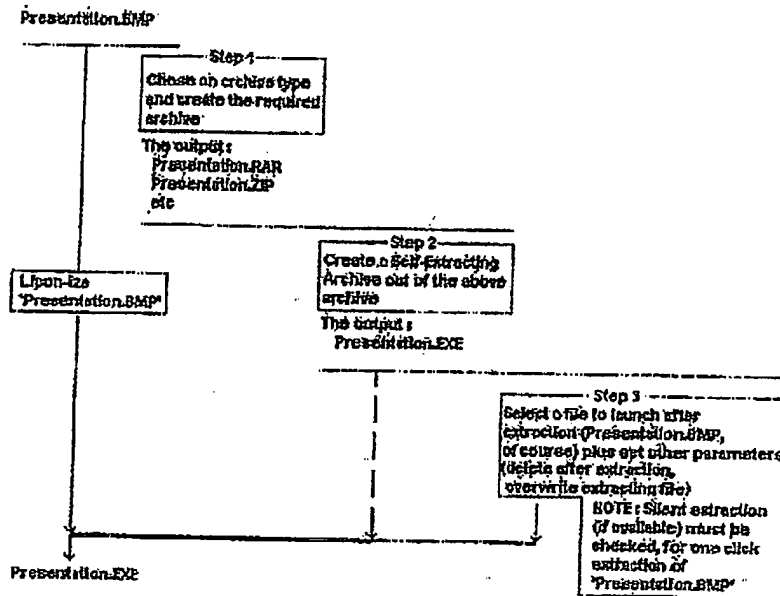 Presentation.BMP
Step 1
Chose an archive type
and create the required
archive
The output :
Presentation.RAR
Presentation.ZIP
etc
Step 2
Create a Self-Extracting
Archive out of the above
archive
The output :
Presentation.EXE
Lipon-ize
"Presentation.BMP"
Step 3
Select a file to launch after
extraction (Presentation.BMP,
of course) plus set other parameters
(delete after extraction,
overwrite extracting file)
NOTE : Silent extraction
(if available) must be
checked, for one click
extraction of
"Presentation.BMP"
Presentation.EXE